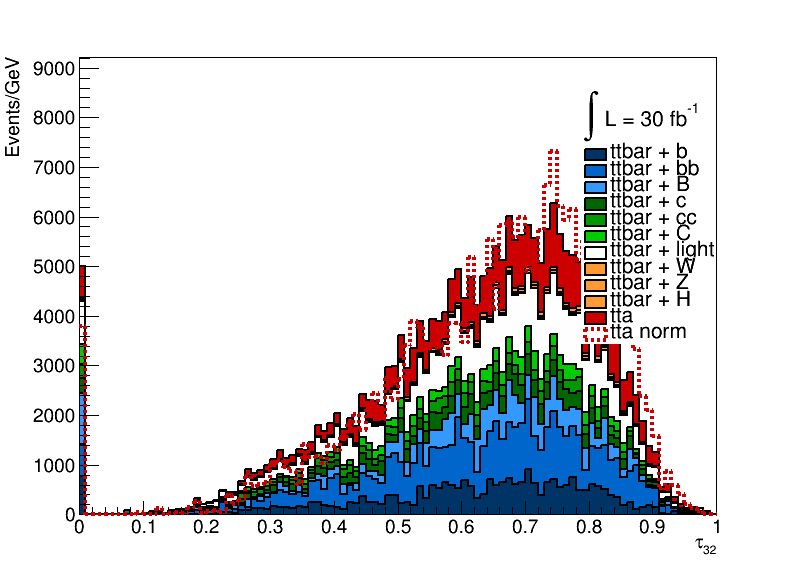 Events/GeV
9000
8000
7000
6000
5000
4000
3000
2000
1000
0
∫ L = 30 fb⁻¹
ttbar + b
ttbar + bb
ttbar + B
ttbar + c
ttbar + cc
ttbar + C
ttbar + light
ttbar + W
ttbar + Z
ttbar + H
tta
tta norm
0 0.1 0.2 0.3 0.4 0.5 0.6 0.7 0.8 0.9 1
τ₃₂